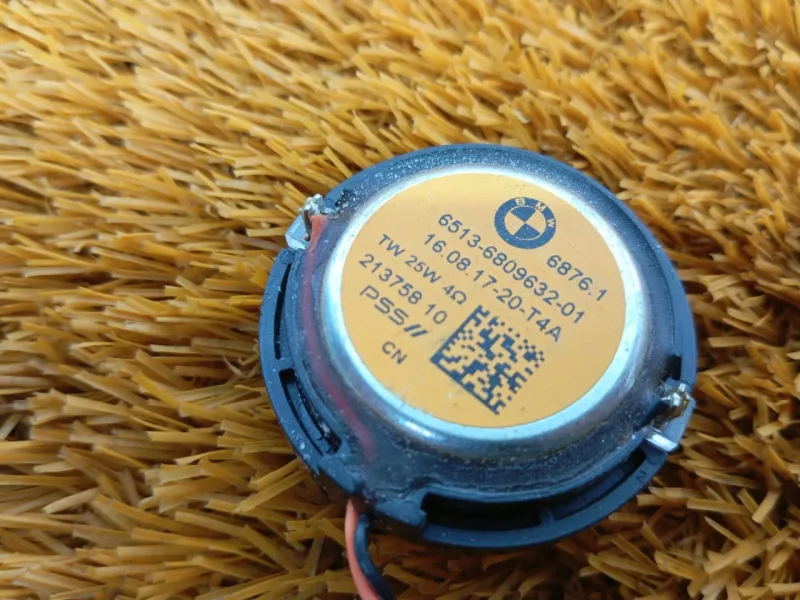 BMW
6876.1
6513-6809632-01
16.08.17-20-T4A
TW 25W 4Ω
213758 10
PSS//
CN